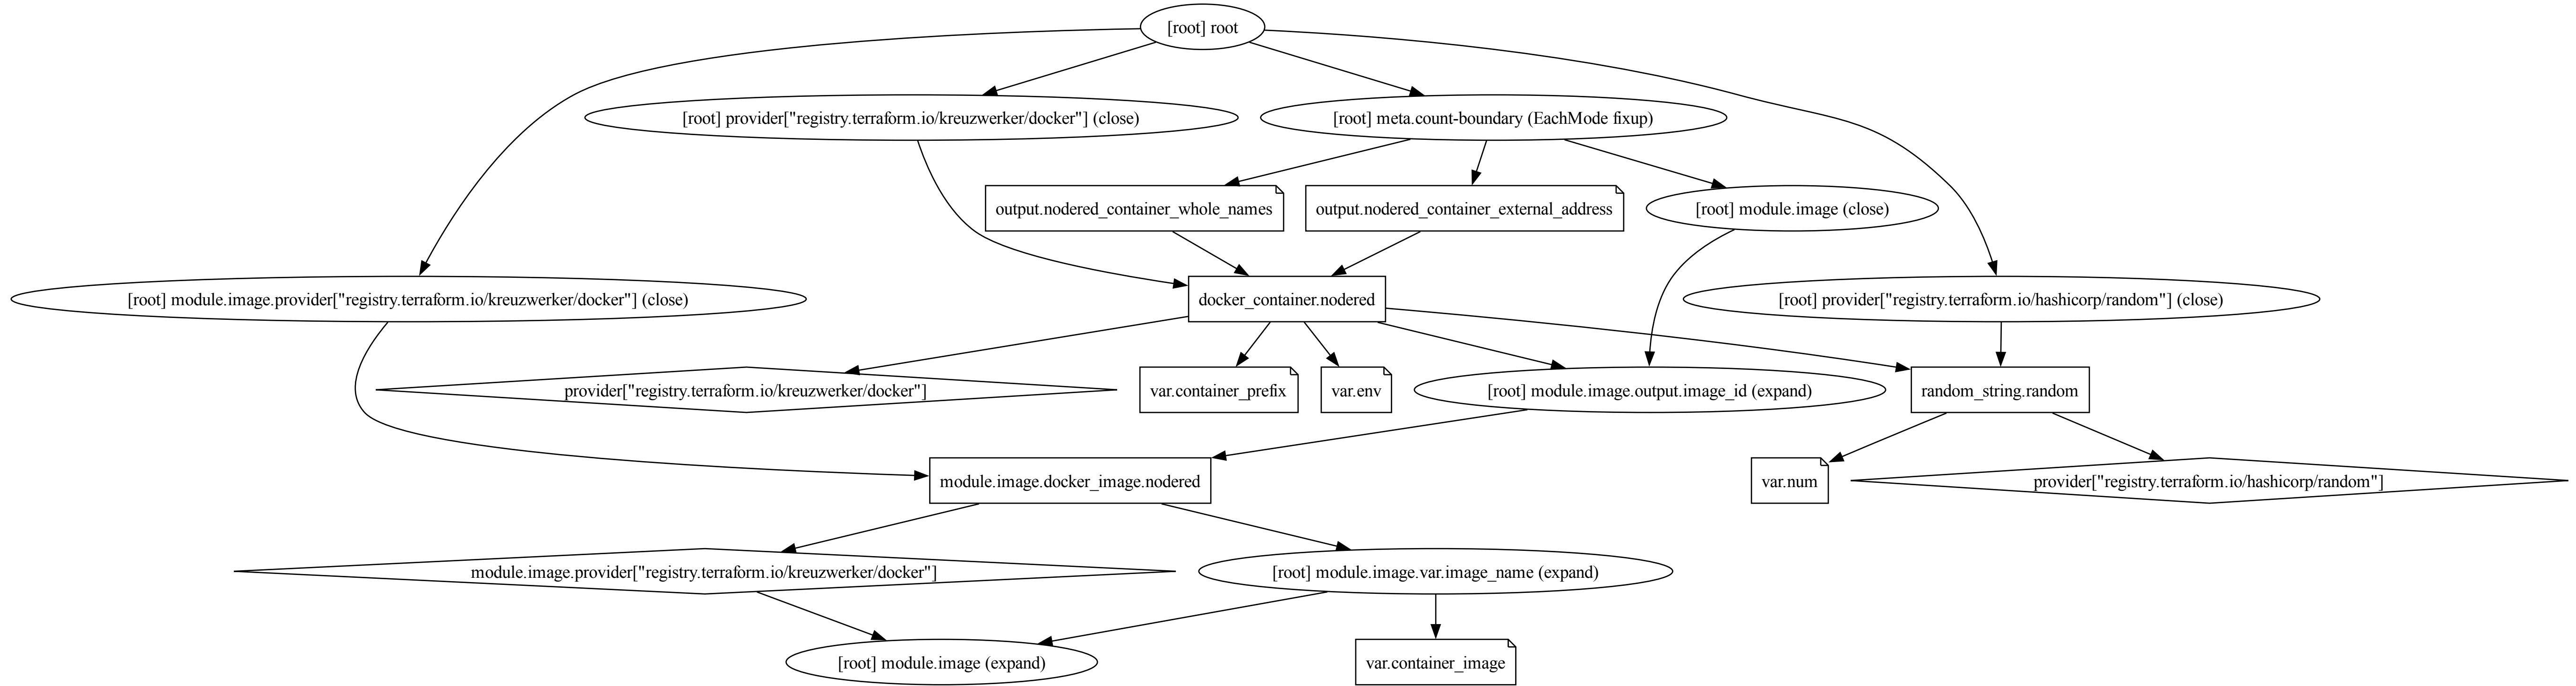 [root] root
[root] provider["registry.terraform.io/kreuzwerker/docker"] (close)
[root] meta.count-boundary (EachMode fixup)
output.nodered_container_whole_names
output.nodered_container_external_address
[root] module.image (close)
[root] module.image.provider["registry.terraform.io/kreuzwerker/docker"] (close)
docker_container.nodered
[root] provider["registry.terraform.io/hashicorp/random"] (close)
provider["registry.terraform.io/kreuzwerker/docker"]
var.container_prefix
var.env
[root] module.image.output.image_id (expand)
random_string.random
module.image.docker_image.nodered
var.num
provider["registry.terraform.io/hashicorp/random"]
module.image.provider["registry.terraform.io/kreuzwerker/docker"]
[root] module.image.var.image_name (expand)
[root] module.image (expand)
var.container_image